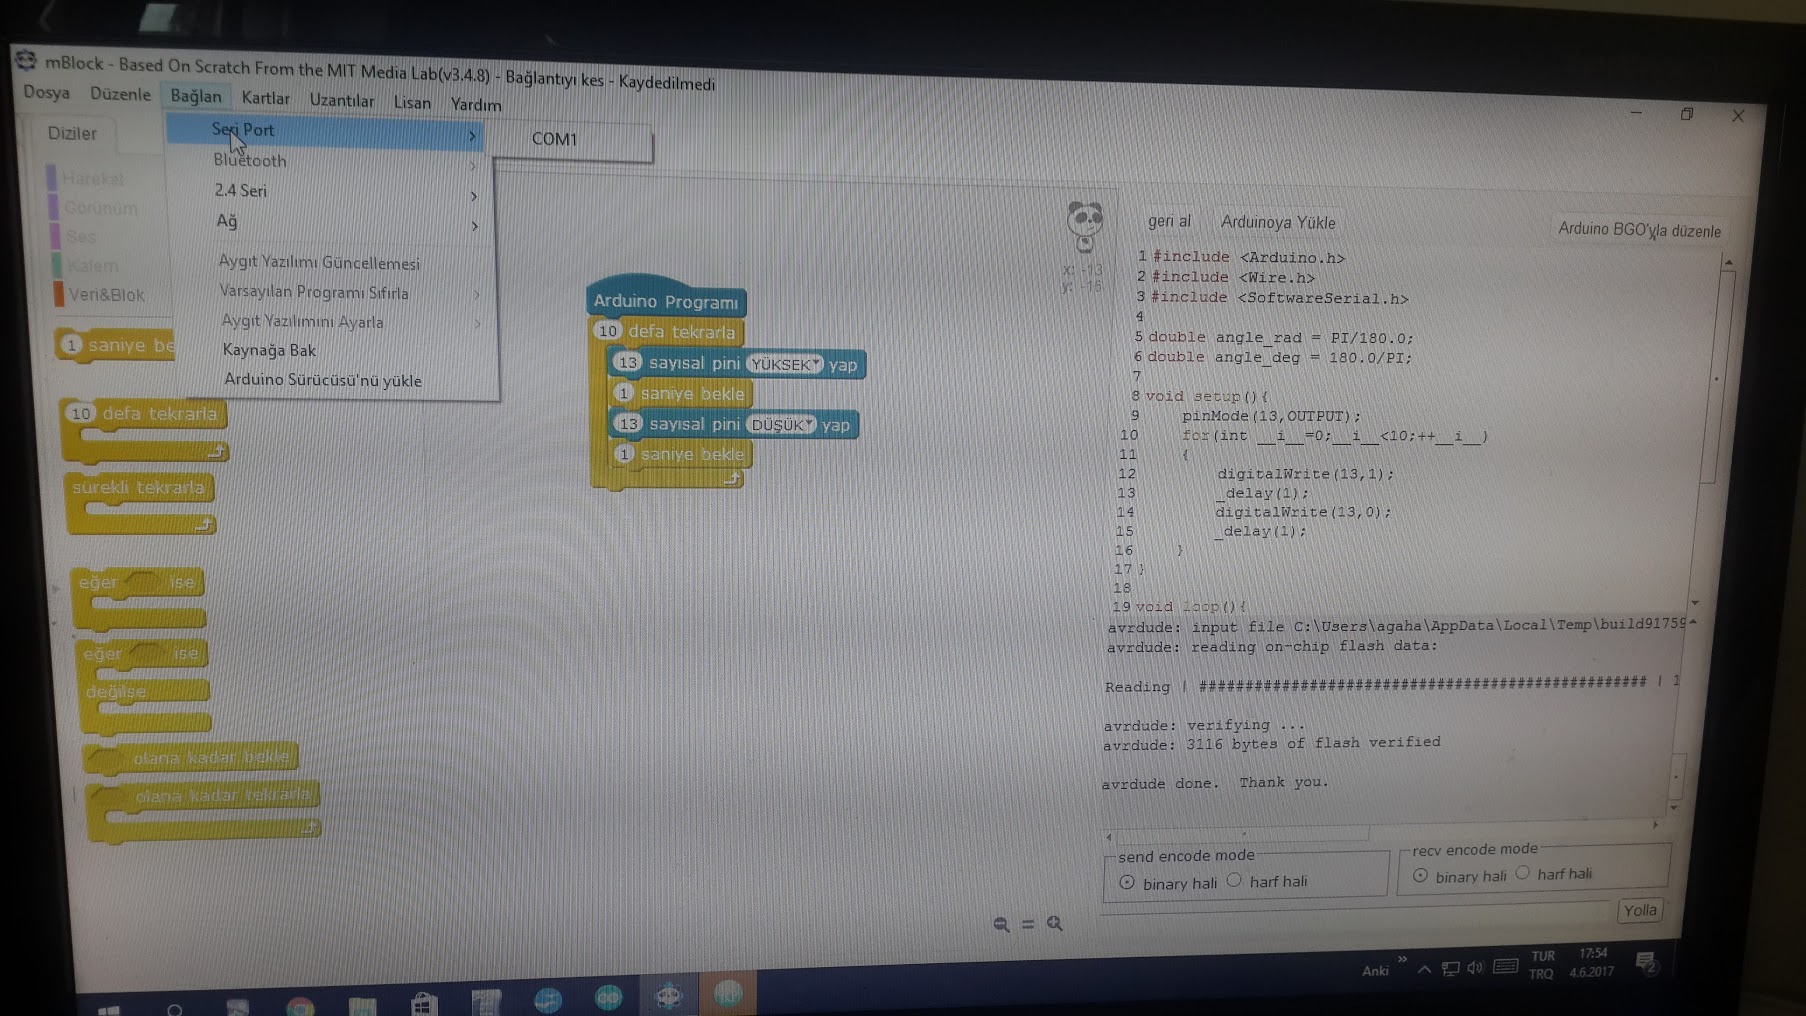 mBlock - Based On Scratch From the MIT Media Lab(v3.4.8) - Bağlantıyı kes - Kaydedilmedi
Dosya Düzenle Bağlan Kartlar Uzantılar Lisan Yardım
Diziler
Hareket
Görünüm
Ses
Kalem
Veri&Blok
Seri Port
COM1
Bluetooth
2.4 Seri
Ağ
Aygıt Yazılımı Güncellemesi
Varsayılan Programı Sıfırla
Aygıt Yazılımını Ayarla
Kaynağa Bak
Arduino Sürücüsü'nü yükle
1 saniye be
10 defa tekrarla
sürekli tekrarla
eğer ise
eğer ise
değilse
olana kadar bekle
olana kadar tekrarla
Arduino Programı
10 defa tekrarla
13 sayısal pini YÜKSEK yap
1 saniye bekle
13 sayısal pini DÜŞÜK yap
1 saniye bekle
x: -13
y: -16
geri al Arduinoya Yükle Arduino BGO'yla düzenle
1 #include <Arduino.h>
2 #include <Wire.h>
3 #include <SoftwareSerial.h>
4
5 double angle_rad = PI/180.0;
6 double angle_deg = 180.0/PI;
7
8 void setup(){
9 pinMode(13,OUTPUT);
10 for(int __i__=0;__i__<10;++__i__)
11 {
12 digitalWrite(13,1);
13 _delay(1);
14 digitalWrite(13,0);
15 _delay(1);
16 }
17 }
18
19 void loop(){
avrdude: input file C:\Users\agaha\AppData\Local\Temp\build91759
avrdude: reading on-chip flash data:
Reading | ################################################## | 1
avrdude: verifying ...
avrdude: 3116 bytes of flash verified
avrdude done. Thank you.
send encode mode
binary hali harf hali
recv encode mode
binary hali harf hali
Yolla
Anki
TUR
TRQ
17:54
4.6.2017
2